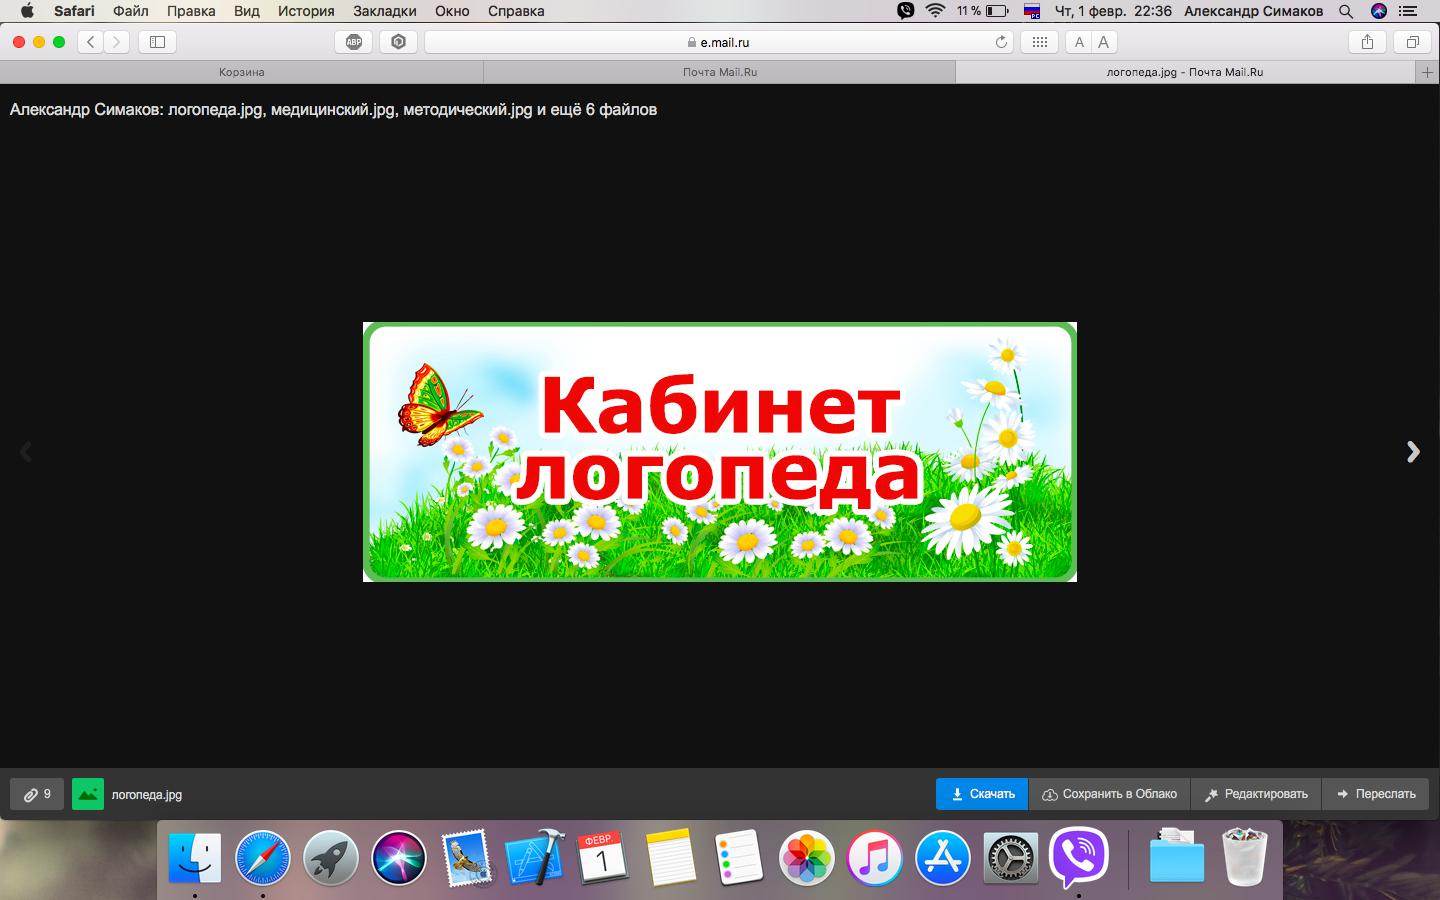 Safari Файл Правка Вид История Закладки Окно Справка 11 % РС Чт, 1 февр. 22:36 Александр Симаков
ABP e.mail.ru A A
Корзина Почта Mail.Ru логопеда.jpg - Почта Mail.Ru
Александр Симаков: логопеда.jpg, медицинский.jpg, методический.jpg и ещё 6 файлов
Кабинет
логопеда
9 логопеда.jpg Скачать Сохранить в Облако Редактировать Переслать
ФЕВР.
1